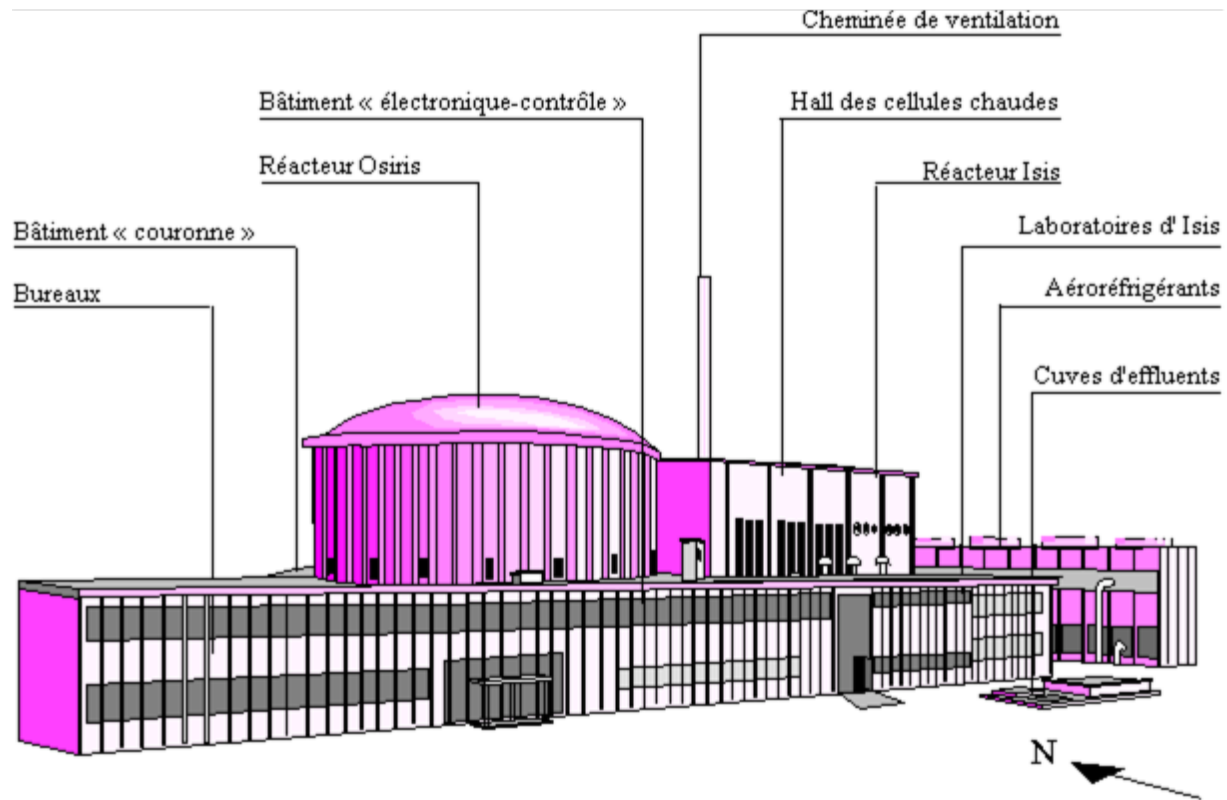 Cheminée de ventilation
Bâtiment « électronique-contrôle »
Hall des cellules chaudes
Réacteur Osiris
Réacteur Isis
Bâtiment « couronne »
Laboratoires d' Isis
Bureaux
Aéroréfrigérants
Cuves d'effluents
N